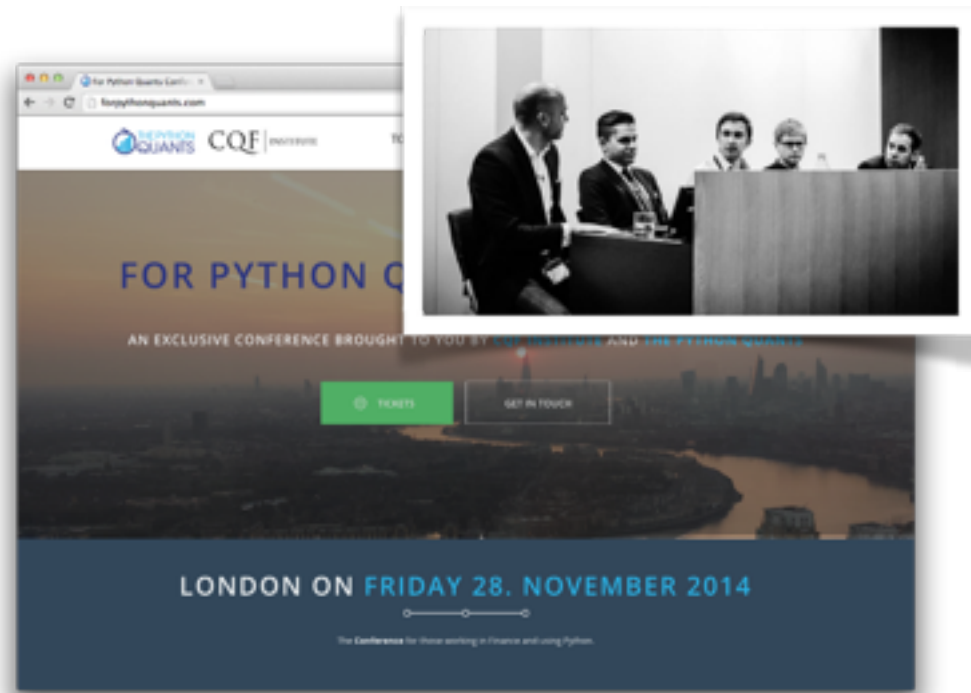 For Python Quants Confe
forpythonquants.com
THE PYTHON
QUANTS
CQF INSTITUTE
TO
FOR PYTHON Q
AN EXCLUSIVE CONFERENCE BROUGHT TO YOU BY CQF INSTITUTE AND THE PYTHON QUANTS
TICKETS
GET IN TOUCH
LONDON ON FRIDAY 28. NOVEMBER 2014
The Conference for those working in Finance and using Python.